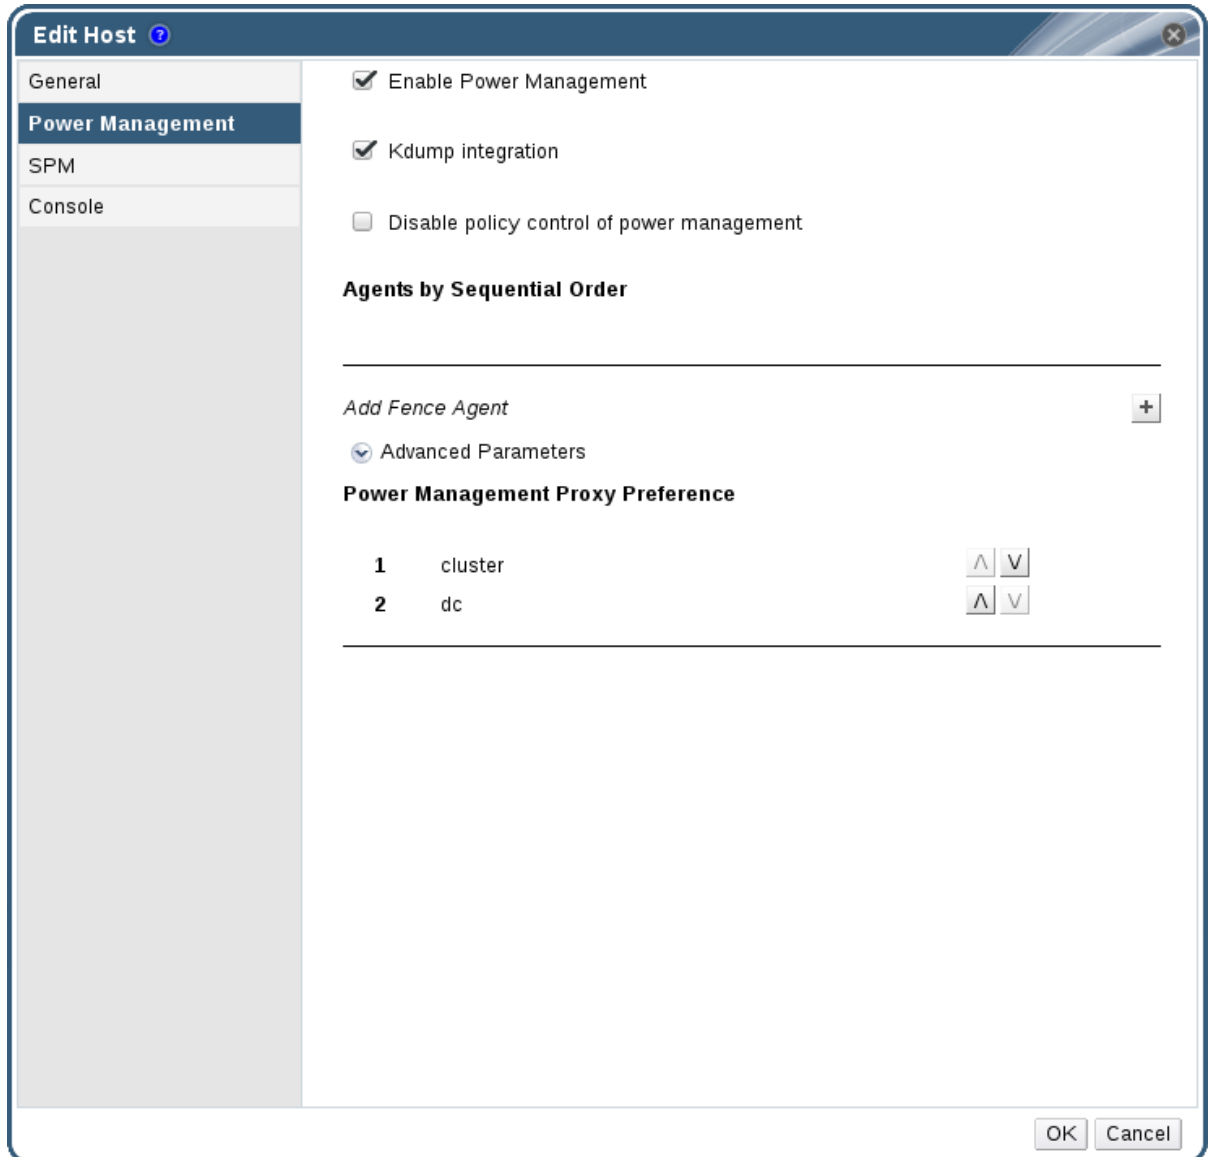 Edit Host ?
General
Power Management
SPM
Console
Enable Power Management
Kdump integration
Disable policy control of power management
Agents by Sequential Order
Add Fence Agent +
Advanced Parameters
Power Management Proxy Preference
1 cluster
2 dc
OK Cancel